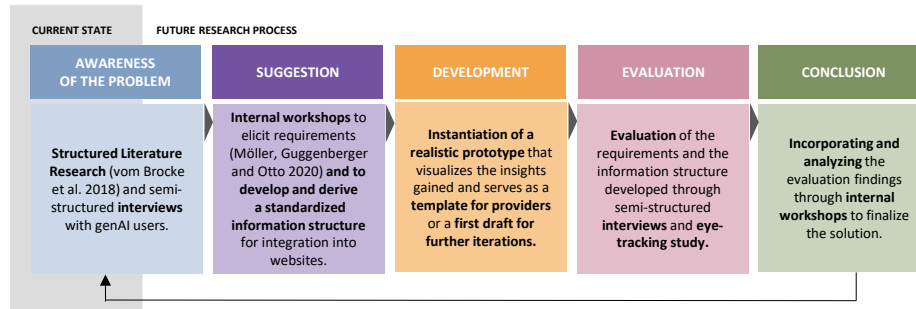 CURRENT STATE
FUTURE RESEARCH PROCESS
AWARENESS
OF THE PROBLEM
SUGGESTION
DEVELOPMENT
EVALUATION
CONCLUSION
Structured Literature
Research (vom Brocke
et al. 2018) and semi-
structured interviews
with genAI users.
Internal workshops to
elicit requirements
(Möller, Guggenberger
and Otto 2020) and to
develop and derive
a standardized
information structure
for integration into
websites.
Instantiation of a
realistic prototype that
visualizes the insights
gained and serves as a
template for providers
or a first draft for
further iterations.
Evaluation of the
requirements and the
information structure
developed through
semi-structured
interviews and eye-
tracking study.
Incorporating and
analyzing the
evaluation findings
through internal
workshops to finalize
the solution.